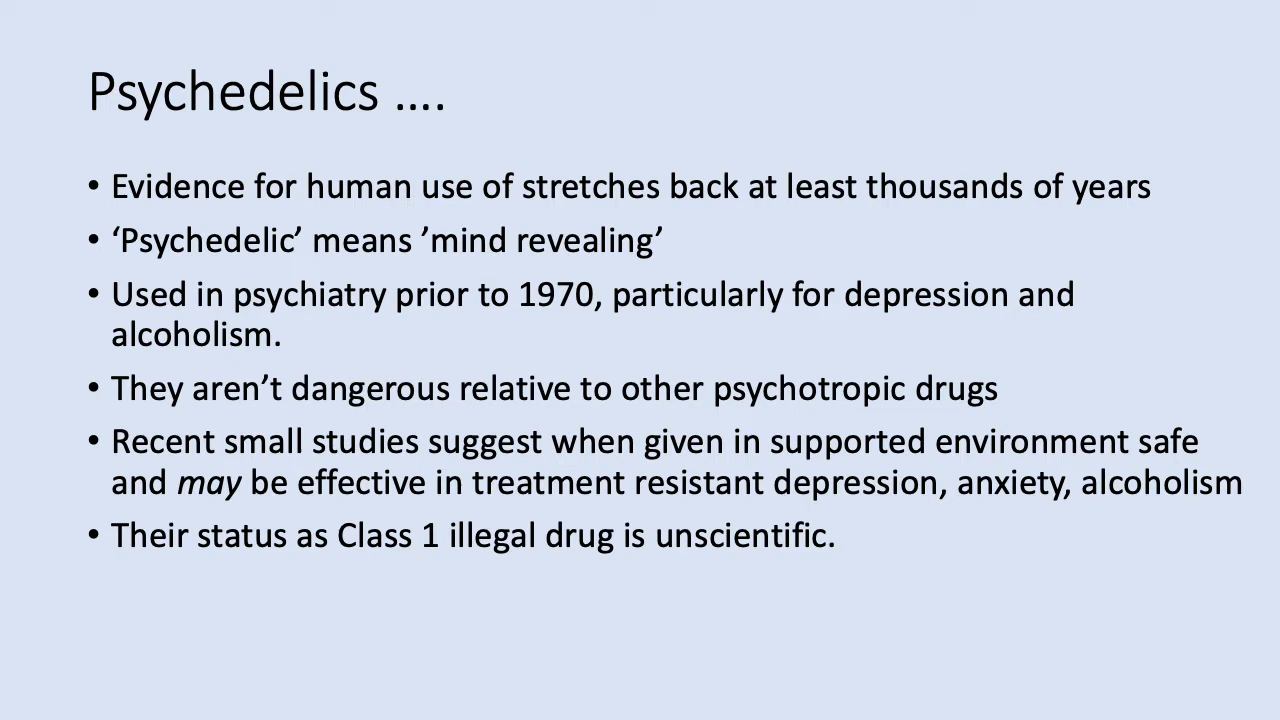 Psychedelics ....
• Evidence for human use of stretches back at least thousands of years
• ‘Psychedelic’ means ’mind revealing’
• Used in psychiatry prior to 1970, particularly for depression and
alcoholism.
• They aren’t dangerous relative to other psychotropic drugs
• Recent small studies suggest when given in supported environment safe
and may be effective in treatment resistant depression, anxiety, alcoholism
• Their status as Class 1 illegal drug is unscientific.